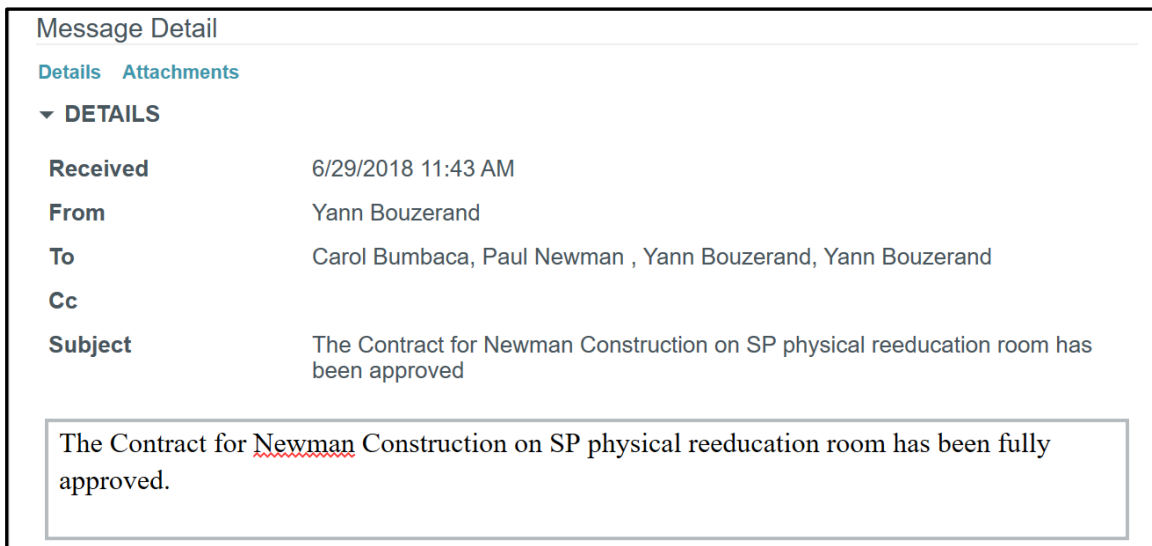 Message Detail
Details Attachments
DETAILS
Received 6/29/2018 11:43 AM
From Yann Bouzerand
To Carol Bumbaca, Paul Newman , Yann Bouzerand, Yann Bouzerand
Cc
Subject The Contract for Newman Construction on SP physical reeducation room has
been approved
The Contract for Newman Construction on SP physical reeducation room has been fully
approved.